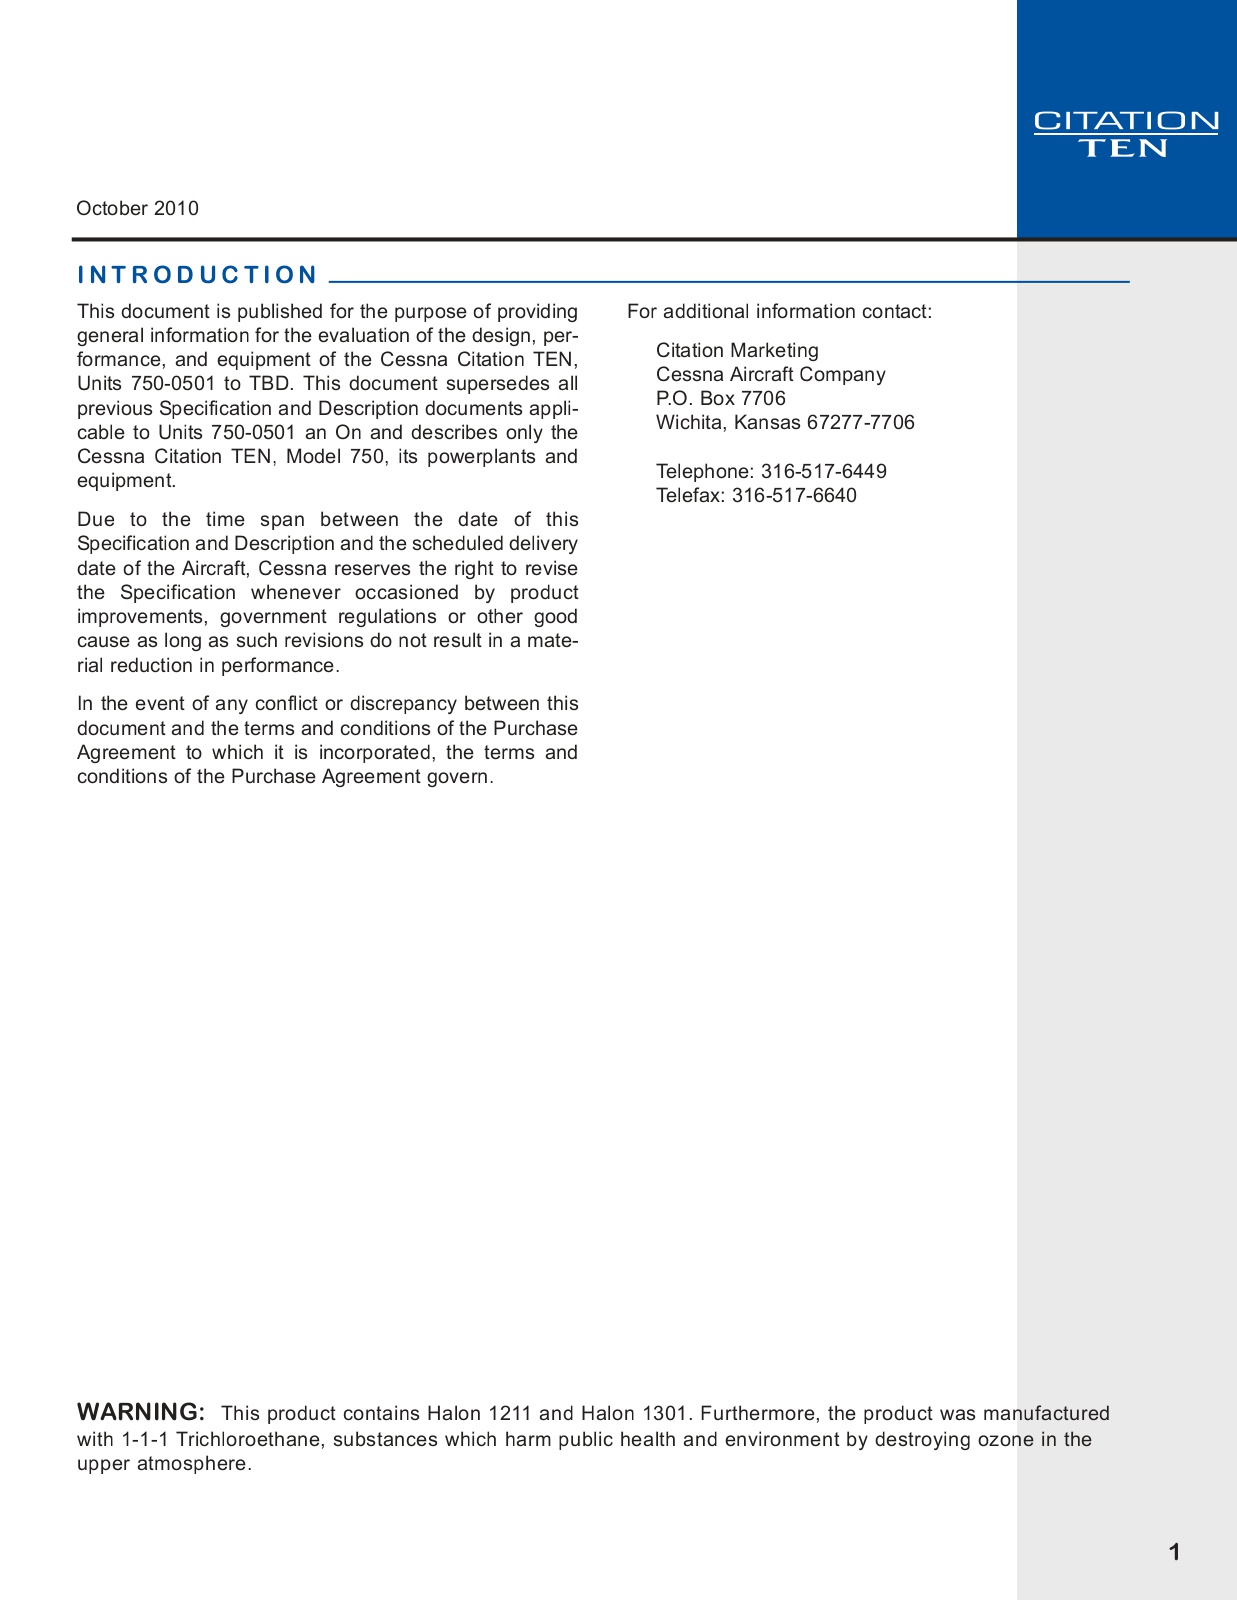 CITATION
TEN
October 2010
INTRODUCTION
This document is published for the purpose of providing
general information for the evaluation of the design, per-
formance, and equipment of the Cessna Citation TEN,
Units 750-0501 to TBD. This document supersedes all
previous Specification and Description documents appli-
cable to Units 750-0501 an On and describes only the
Cessna Citation TEN, Model 750, its powerplants and
equipment.
Due to the time span between the date of this
Specification and Description and the scheduled delivery
date of the Aircraft, Cessna reserves the right to revise
the Specification whenever occasioned by product
improvements, government regulations or other good
cause as long as such revisions do not result in a mate-
rial reduction in performance.
In the event of any conflict or discrepancy between this
document and the terms and conditions of the Purchase
Agreement to which it is incorporated, the terms and
conditions of the Purchase Agreement govern.
For additional information contact:
Citation Marketing
Cessna Aircraft Company
P.O. Box 7706
Wichita, Kansas 67277-7706
Telephone: 316-517-6449
Telefax: 316-517-6640
WARNING: This product contains Halon 1211 and Halon 1301. Furthermore, the product was manufactured
with 1-1-1 Trichloroethane, substances which harm public health and environment by destroying ozone in the
upper atmosphere.
1